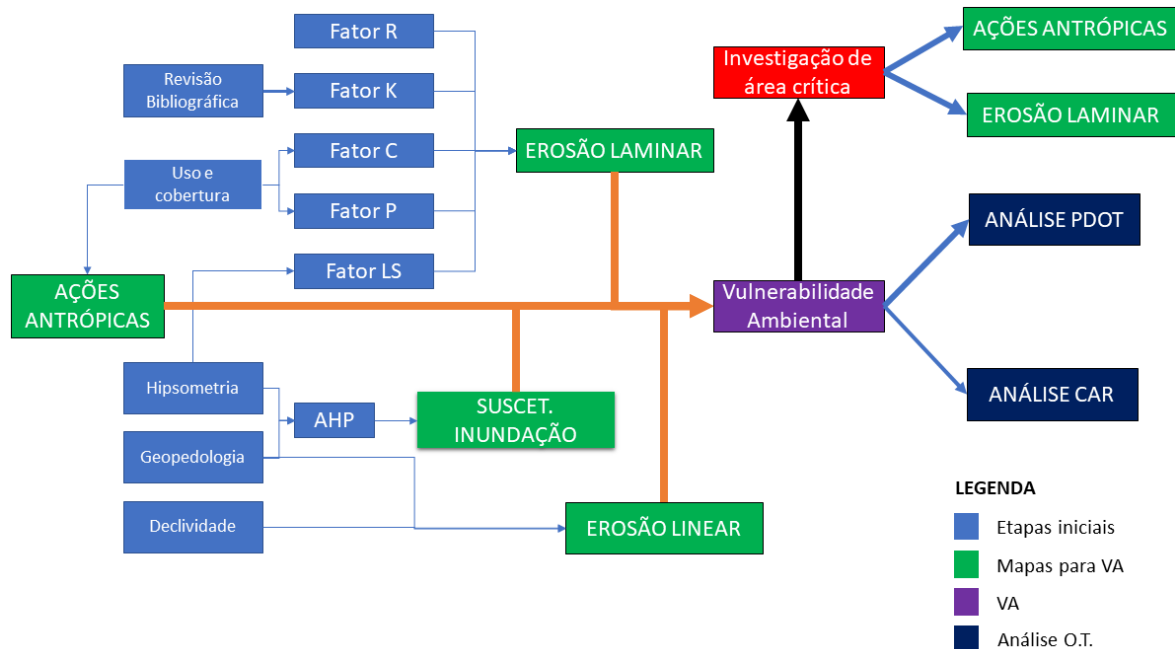 Fator R
Revisão
Bibliográfica
Fator K
Fator C
Uso e
cobertura
Fator P
Fator LS
EROSÃO LAMINAR
AÇÕES
ANTRÓPICAS
Hipsometria
AHP
SUSCET.
INUNDAÇÃO
Geopedologia
Declividade
EROSÃO LINEAR
Investigação de
área crítica
AÇÕES ANTRÓPICAS
EROSÃO LAMINAR
Vulnerabilidade
Ambiental
ANÁLISE PDOT
ANÁLISE CAR
LEGENDA
Etapas iniciais
Mapas para VA
VA
Análise O.T.